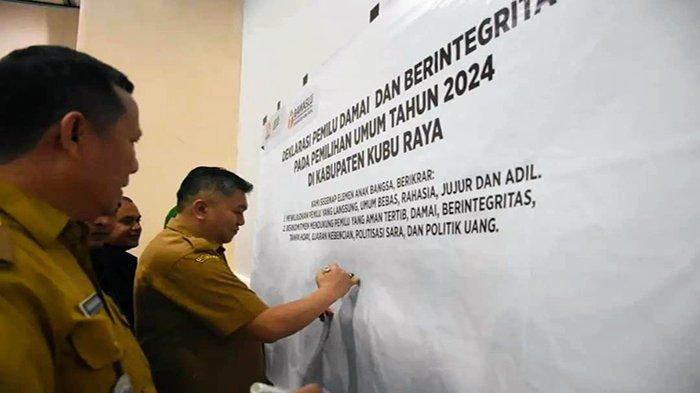 BAWASLU
DEKLARASI PEMILU DAMAI DAN BERINTEGRITA
PADA PEMILIHAN UMUM TAHUN 2024
DI KABUPATEN KUBU RAYA
KAMI SEGENAP ELEMEN ANAK BANGSA, BERIKRAR:
1. MEWUJUDKAN PEMILU YANG LANGSUNG, UMUM BEBAS, RAHASIA, JUJUR DAN ADIL.
2. BERKOMITMEN MENDUKUNG PEMILU YANG AMAN TERTIB, DAMAI, BERINTEGRITAS,
TANPA HOAX, UJARAN KEBENCIAN, POLITISASI SARA, DAN POLITIK UANG.